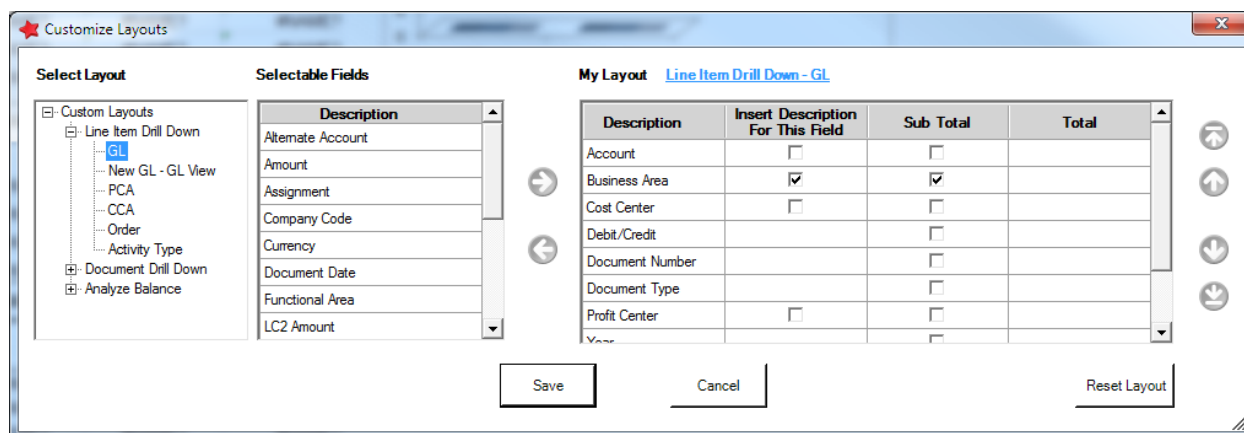 Customize Layouts
Select Layout
Selectable Fields
My Layout Line Item Drill Down - GL
Custom Layouts
Line Item Drill Down
GL
New GL - GL View
PCA
CCA
Order
Activity Type
Document Drill Down
Analyze Balance
Description
Alternate Account
Amount
Assignment
Company Code
Currency
Document Date
Functional Area
LC2 Amount
Description Insert Description For This Field Sub Total Total
Account
Business Area
Cost Center
Debit/Credit
Document Number
Document Type
Profit Center
Year
Save Cancel Reset Layout